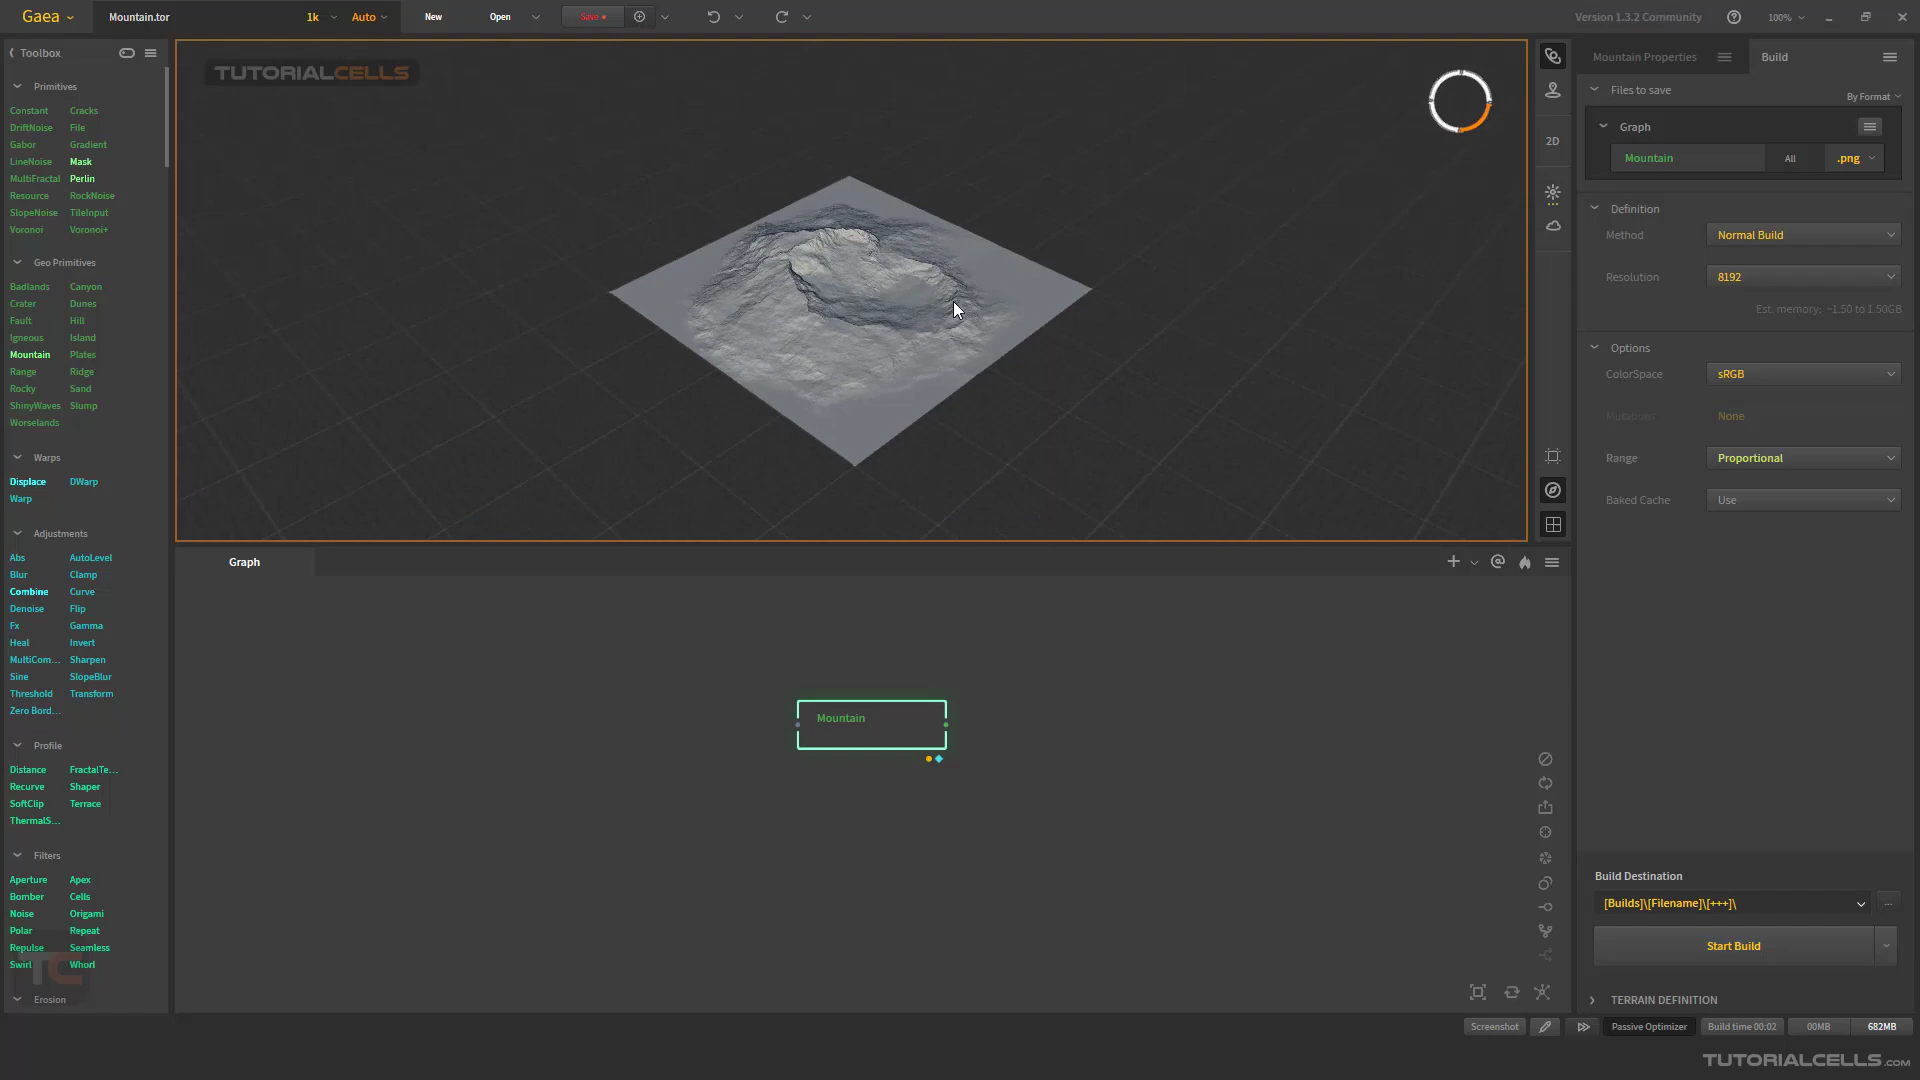 Gaea
Mountain.tor
1k
Auto
New
Open
Save
Version 1.3.2 Community
100%
Toolbox
Primitives
Constant Cracks
DriftNoise File
Gabor Gradient
LineNoise Mask
MultiFractal Perlin
Resource RockNoise
SlopeNoise TileInput
Voronoi Voronoi+
Geo Primitives
Badlands Canyon
Crater Dunes
Fault Hill
Igneous Island
Mountain Plates
Range Ridge
Rocky Sand
ShinyWaves Slump
Worselands
Warps
Displace DWarp
Warp
Adjustments
Abs AutoLevel
Blur Clamp
Combine Curve
Denoise Flip
Fx Gamma
Heal Invert
MultiCom... Sharpen
Sine SlopeBlur
Threshold Transform
Zero Bord...
Profile
Distance FractalTe...
Recurve Shaper
SoftClip Terrace
ThermalS...
Filters
Aperture Apex
Bomber Cells
Noise Origami
Polar Repeat
Repulse Seamless
Swirl Whorl
TC
Erosion
TUTORIALCELLS
2D
Graph
Mountain
Mountain Properties
Build
Files to save
By Format
Graph
Mountain All .png
Definition
Method Normal Build
Resolution 8192
Est. memory: ~1.50 to 1.50GB
Options
ColorSpace sRGB
Mutations None
Range Proportional
Baked Cache Use
Build Destination
[Builds]\[Filename]\[+++]\
...
Start Build
TERRAIN DEFINITION
Screenshot
Passive Optimizer
Build time 00:02
00MB
682MB
TUTORIALCELLS.COM